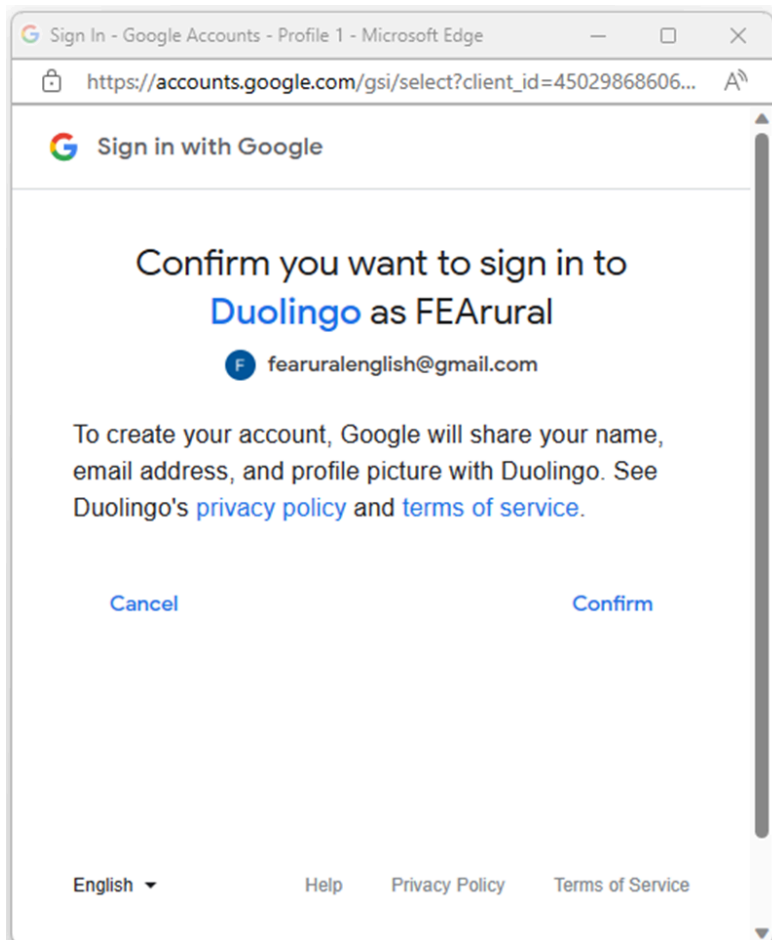 Sign In - Google Accounts - Profile 1 - Microsoft Edge
https://accounts.google.com/gsi/select?client_id=45029868606...
Sign in with Google
Confirm you want to sign in to
Duolingo as FEArural
F fearuralenglish@gmail.com
To create your account, Google will share your name,
email address, and profile picture with Duolingo. See
Duolingo's privacy policy and terms of service.
Cancel Confirm
English Help Privacy Policy Terms of Service